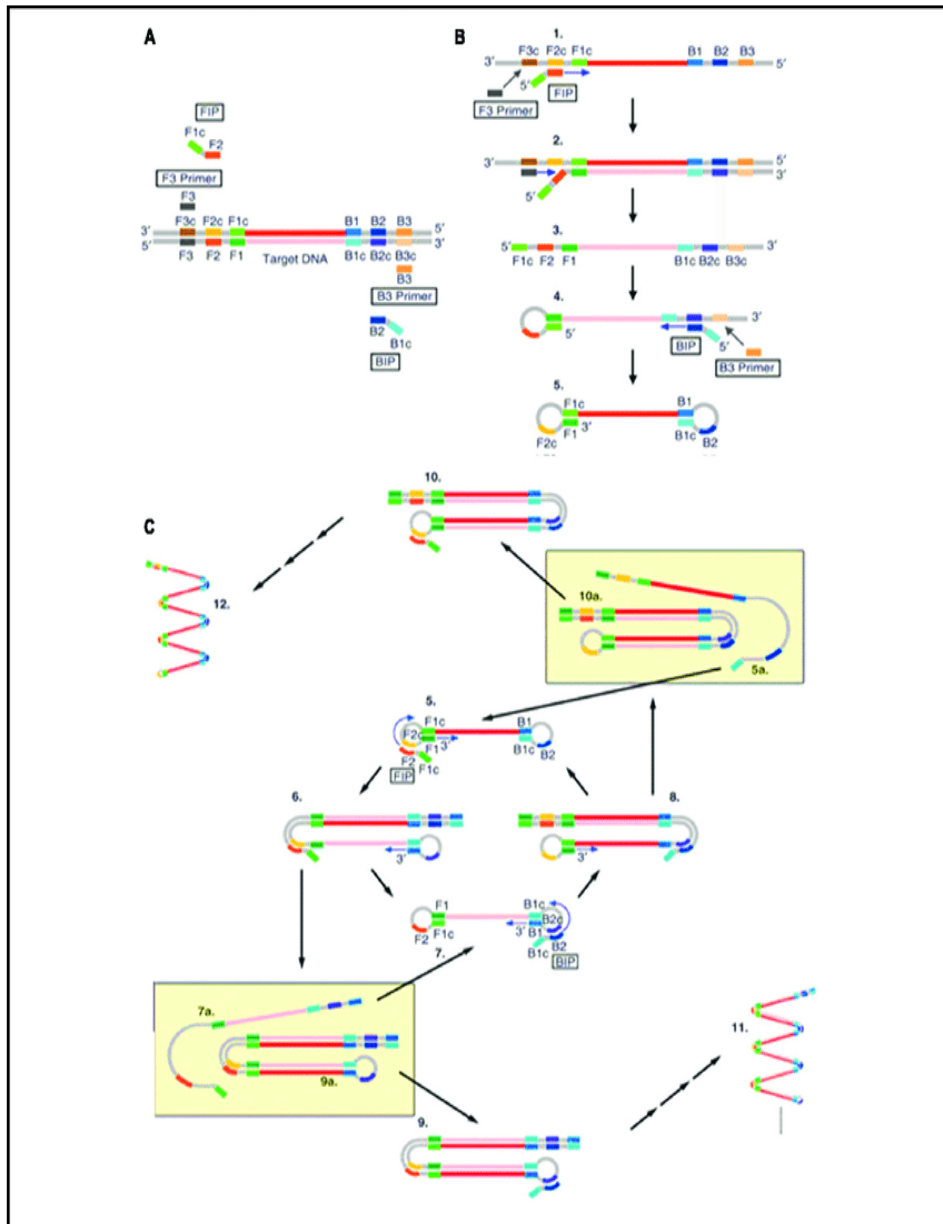 A
FIP
F1c
F2
F3 Primer
F3
3′ F3c F2c F1c B1 B2 B3 5′
5′ F3 F2 F1 Target DNA B1c B2c B3c 3′
B3
B3 Primer
B2
B1c
BIP
B
1.
3′ F3c F2c F1c B1 B2 B3 5′
5′
FIP
F3 Primer
2.
3′ 5′
3′
5′
3.
5′ 3′
F1c F2 F1 B1c B2c B3c
4.
3′
5′
BIP 5′
B3 Primer
5.
F1c B1
F2c F1 3′ B1c B2
C
10.
12.
10a.
5a.
5.
F1c B1
F2c F1 3′ B1c B2
F2 F1c
FIP
6.
3′
8.
3′
F1 B1c
B2c
F2 F1c 3′ B1 B2
B1c
7. BIP
7a.
9a.
11.
9.